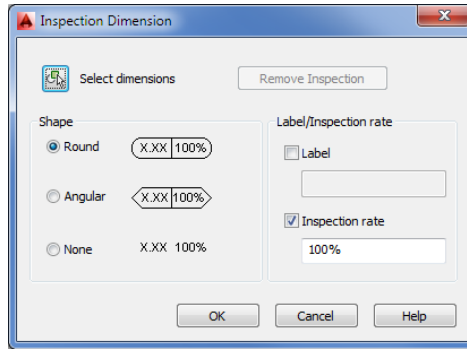 Inspection Dimension
Select dimensions
Remove Inspection
Shape
Round
X.XX 100%
Angular
X.XX 100%
None
X.XX 100%
Label/Inspection rate
Label
Inspection rate
100%
OK
Cancel
Help